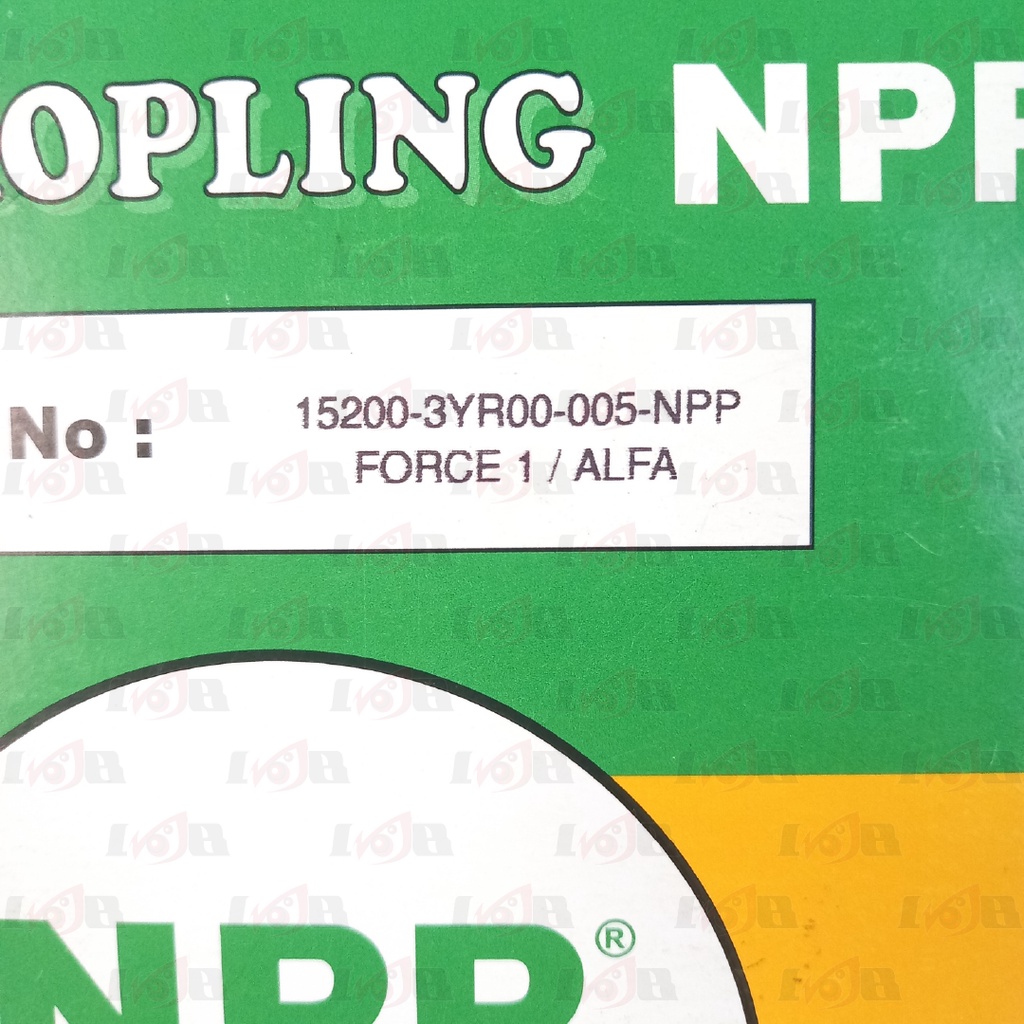 OPLING NPP
No :
15200-3YR00-005-NPP
FORCE 1 / ALFA
NPP®